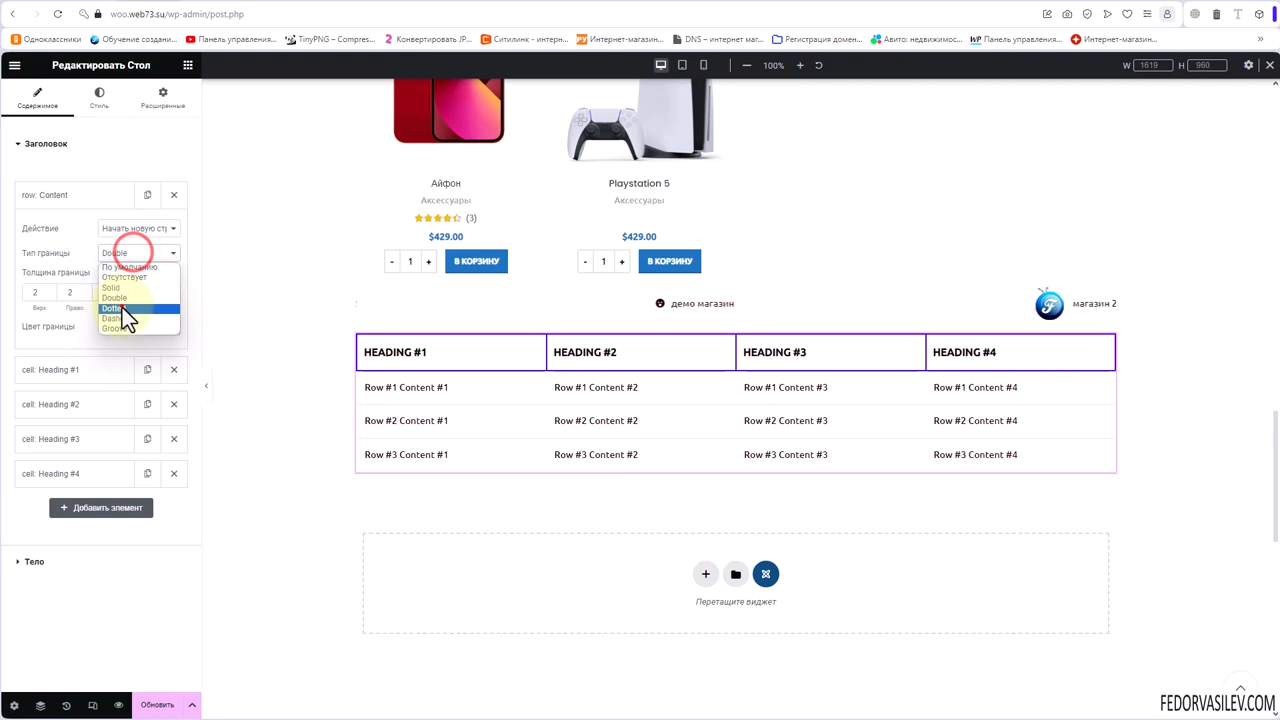 woo.web73.su/wp-admin/post.php
Одноклассники
Обучение создани...
Панель управления...
TinyPNG – Compres...
Конвертировать JP...
Ситилинк - интерн...
Интернет-магазин...
DNS – интернет маг...
Регистрация домен...
Авито: недвижимос...
Панель управления...
Интернет-магазин...
Редактировать Стол
100%
W 1619 H 960
Содержимое
Стиль
Расширенные
Заголовок
row: Content
Действие
Начать новую стр
Тип границы
Double
По умолчанию
Отсутствует
Solid
Double
Dashed
Groove
Толщина границы
2 2
Верх Право
Цвет границы
cell: Heading #1
cell: Heading #2
cell: Heading #3
cell: Heading #4
Добавить элемент
Тело
Обновить
Айфон
Аксессуары
(3)
$429.00
- 1 +
В КОРЗИНУ
Playstation 5
Аксессуары
$429.00
- 1 +
В КОРЗИНУ
демо магазин
магазин 2
HEADING #1 HEADING #2 HEADING #3 HEADING #4
Row #1 Content #1 Row #1 Content #2 Row #1 Content #3 Row #1 Content #4
Row #2 Content #1 Row #2 Content #2 Row #2 Content #3 Row #2 Content #4
Row #3 Content #1 Row #3 Content #2 Row #3 Content #3 Row #3 Content #4
Перетащите виджет
FEDORVASILEV.COM